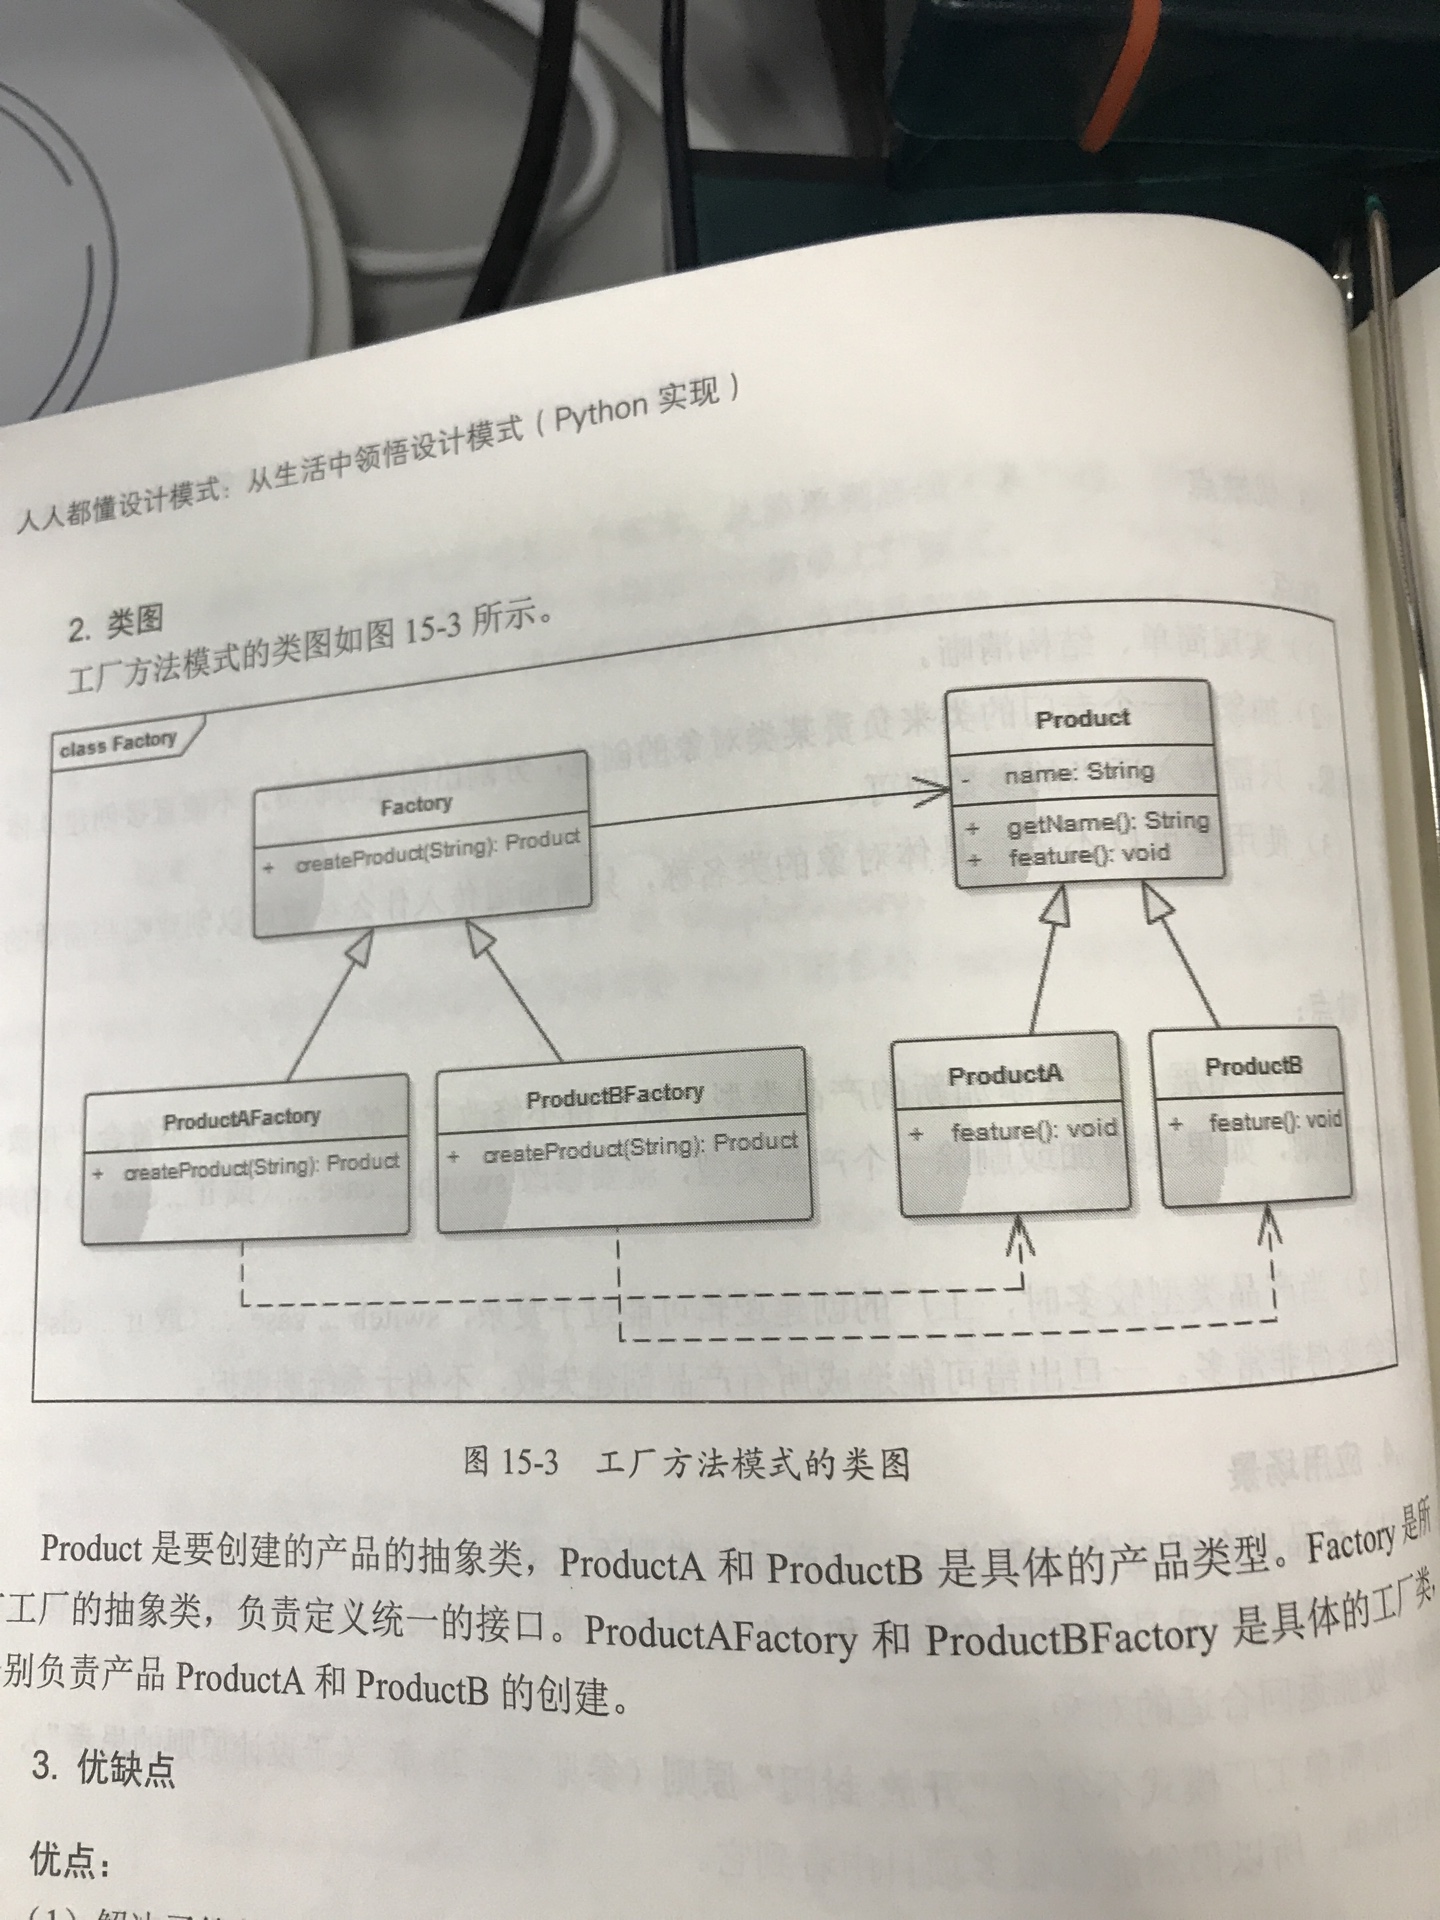 人人都懂设计模式：从生活中领悟设计模式（Python 实现）
2. 类图
工厂方法模式的类图如图 15-3 所示。
class Factory
Factory
+ createProduct(String): Product
Product
- name: String
+ getName(): String
+ feature(): void
ProductAFactory
+ createProduct(String): Product
ProductBFactory
+ createProduct(String): Product
ProductA
+ feature(): void
ProductB
+ feature(): void
图 15-3 工厂方法模式的类图
Product 是要创建的产品的抽象类，ProductA 和 ProductB 是具体的产品类型。Factory 是所
工厂的抽象类，负责定义统一的接口。ProductAFactory 和 ProductBFactory 是具体的工厂类，
别负责产品 ProductA 和 ProductB 的创建。
3. 优缺点
优点：